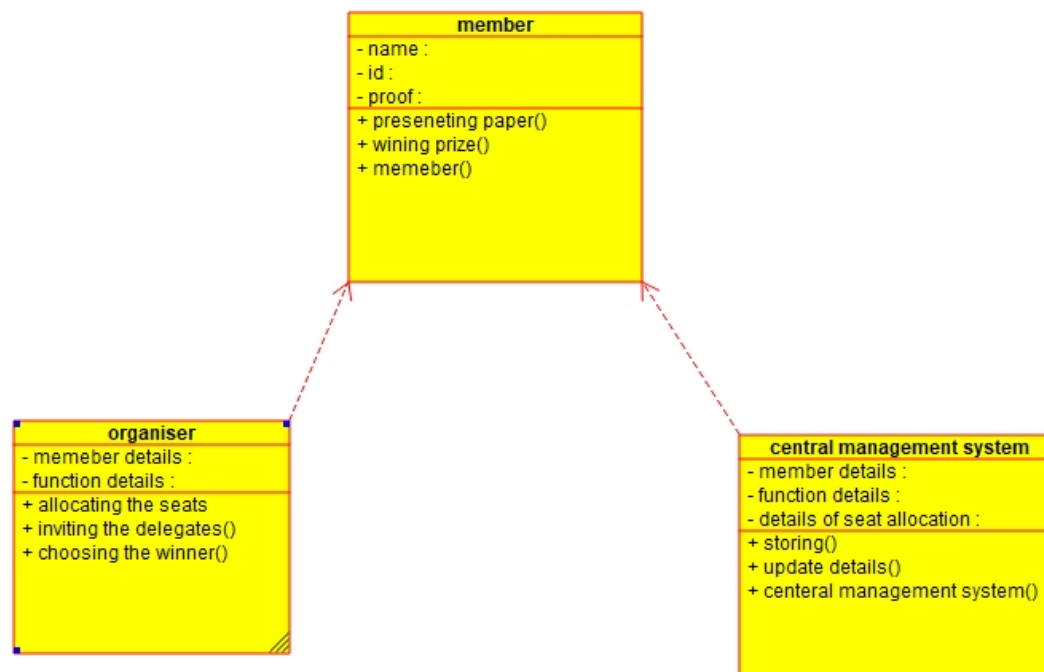 member
- name :
- id :
- proof :
+ preseneting paper()
+ wining prize()
+ memeber()
organiser
- memeber details :
- function details :
+ allocating the seats
+ inviting the delegates()
+ choosing the winner()
central management system
- member details :
- function details :
- details of seat allocation :
+ storing()
+ update details()
+ centeral management system()